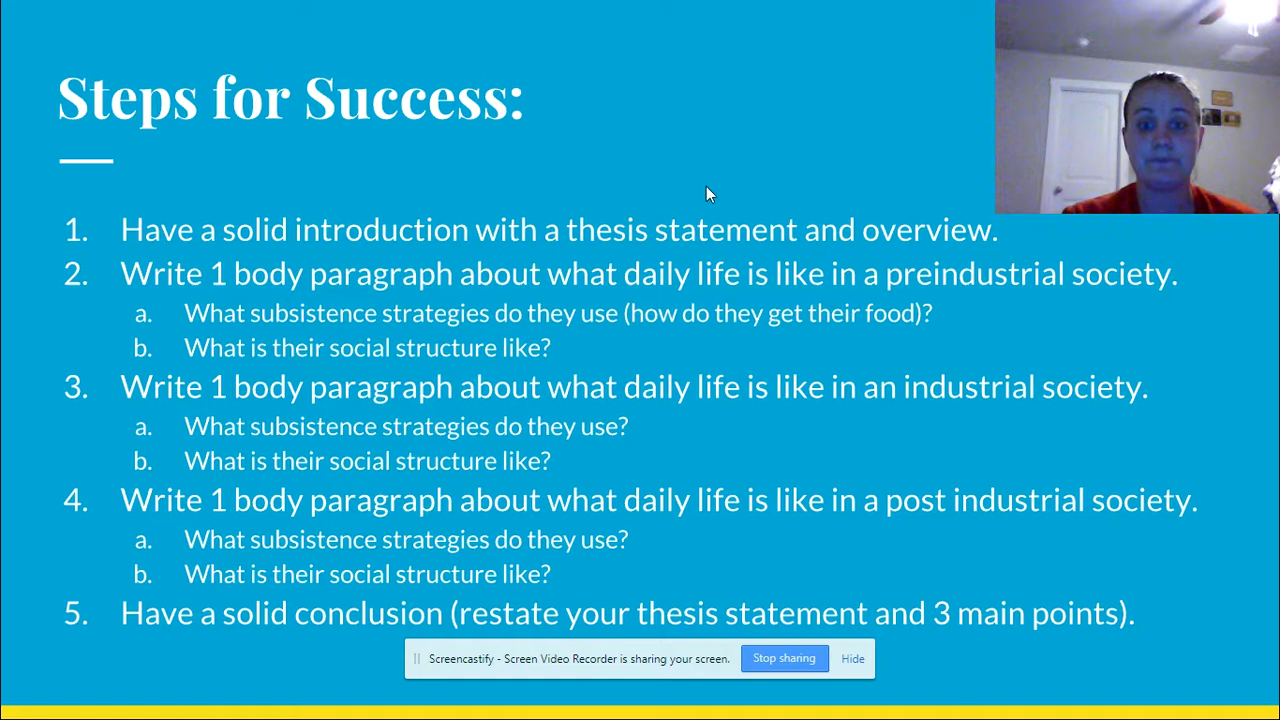 Steps for Success:
1. Have a solid introduction with a thesis statement and overview.
2. Write 1 body paragraph about what daily life is like in a preindustrial society.
a. What subsistence strategies do they use (how do they get their food)?
b. What is their social structure like?
3. Write 1 body paragraph about what daily life is like in an industrial society.
a. What subsistence strategies do they use?
b. What is their social structure like?
4. Write 1 body paragraph about what daily life is like in a post industrial society.
a. What subsistence strategies do they use?
b. What is their social structure like?
5. Have a solid conclusion (restate your thesis statement and 3 main points).
Screencastify - Screen Video Recorder is sharing your screen. Stop sharing Hide